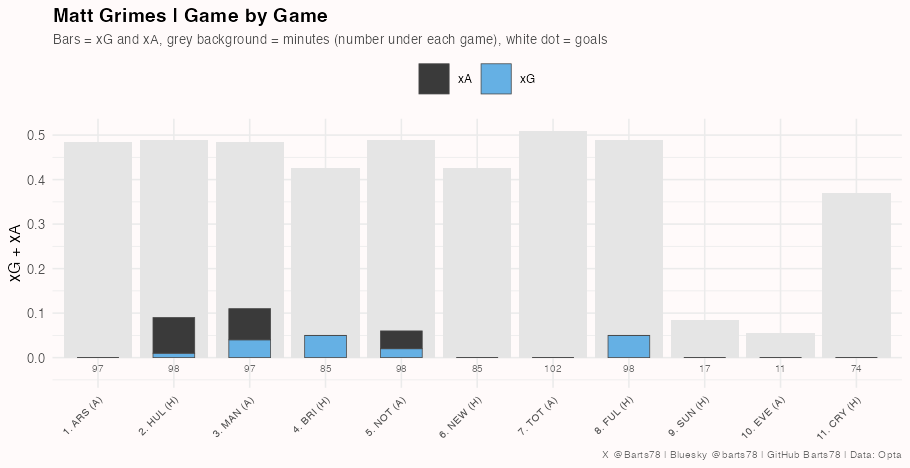 Matt Grimes | Game by Game
Bars = xG and xA, grey background = minutes (number under each game), white dot = goals
xA xG
xG + xA
0.5
0.4
0.3
0.2
0.1
0.0
97 98 97 85 98 85 102 98 17 11 74
1. ARS (A) 2. HUL (H) 3. MAN (A) 4. BRI (H) 5. NOT (A) 6. NEW (H) 7. TOT (A) 8. FUL (H) 9. SUN (H) 10. EVE (A) 11. CRY (H)
X @Barts78 | Bluesky @barts78 | GitHub Barts78 | Data: Opta